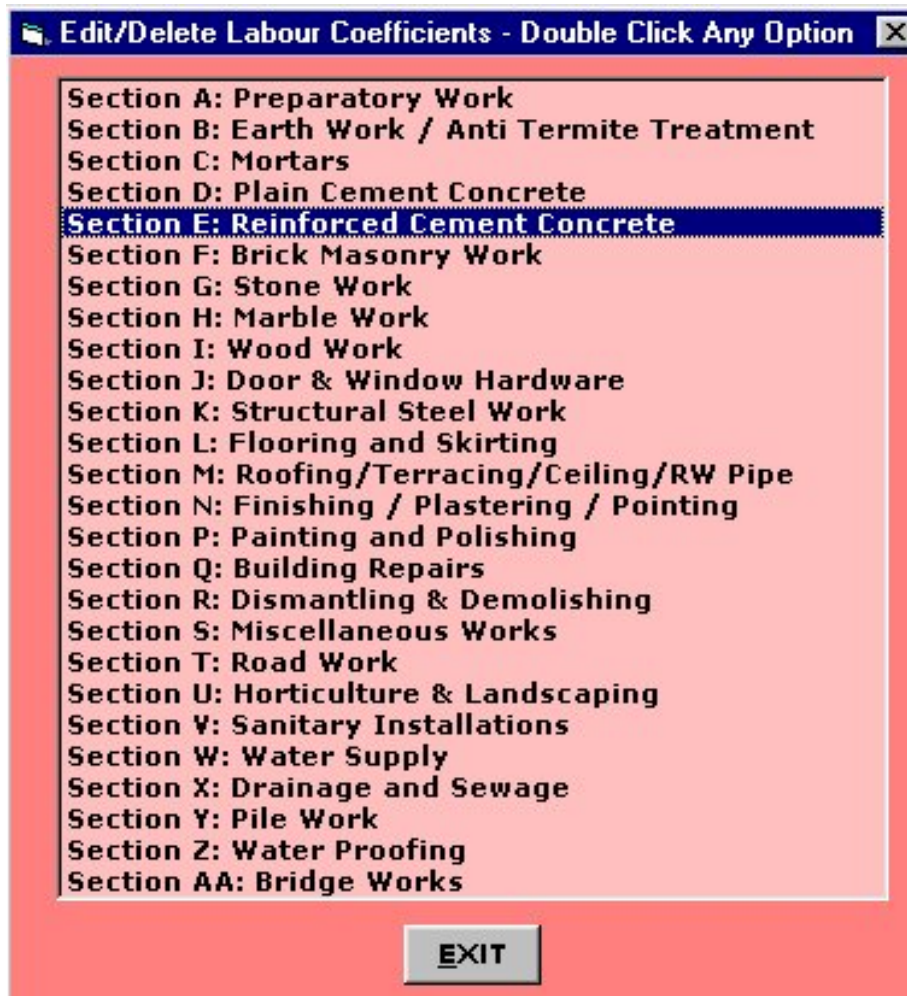 Edit/Delete Labour Coefficients - Double Click Any Option
Section A: Preparatory Work
Section B: Earth Work / Anti Termite Treatment
Section C: Mortars
Section D: Plain Cement Concrete
Section E: Reinforced Cement Concrete
Section F: Brick Masonry Work
Section G: Stone Work
Section H: Marble Work
Section I: Wood Work
Section J: Door & Window Hardware
Section K: Structural Steel Work
Section L: Flooring and Skirting
Section M: Roofing/Terracing/Ceiling/RW Pipe
Section N: Finishing / Plastering / Pointing
Section P: Painting and Polishing
Section Q: Building Repairs
Section R: Dismantling & Demolishing
Section S: Miscellaneous Works
Section T: Road Work
Section U: Horticulture & Landscaping
Section V: Sanitary Installations
Section W: Water Supply
Section X: Drainage and Sewage
Section Y: Pile Work
Section Z: Water Proofing
Section AA: Bridge Works
EXIT